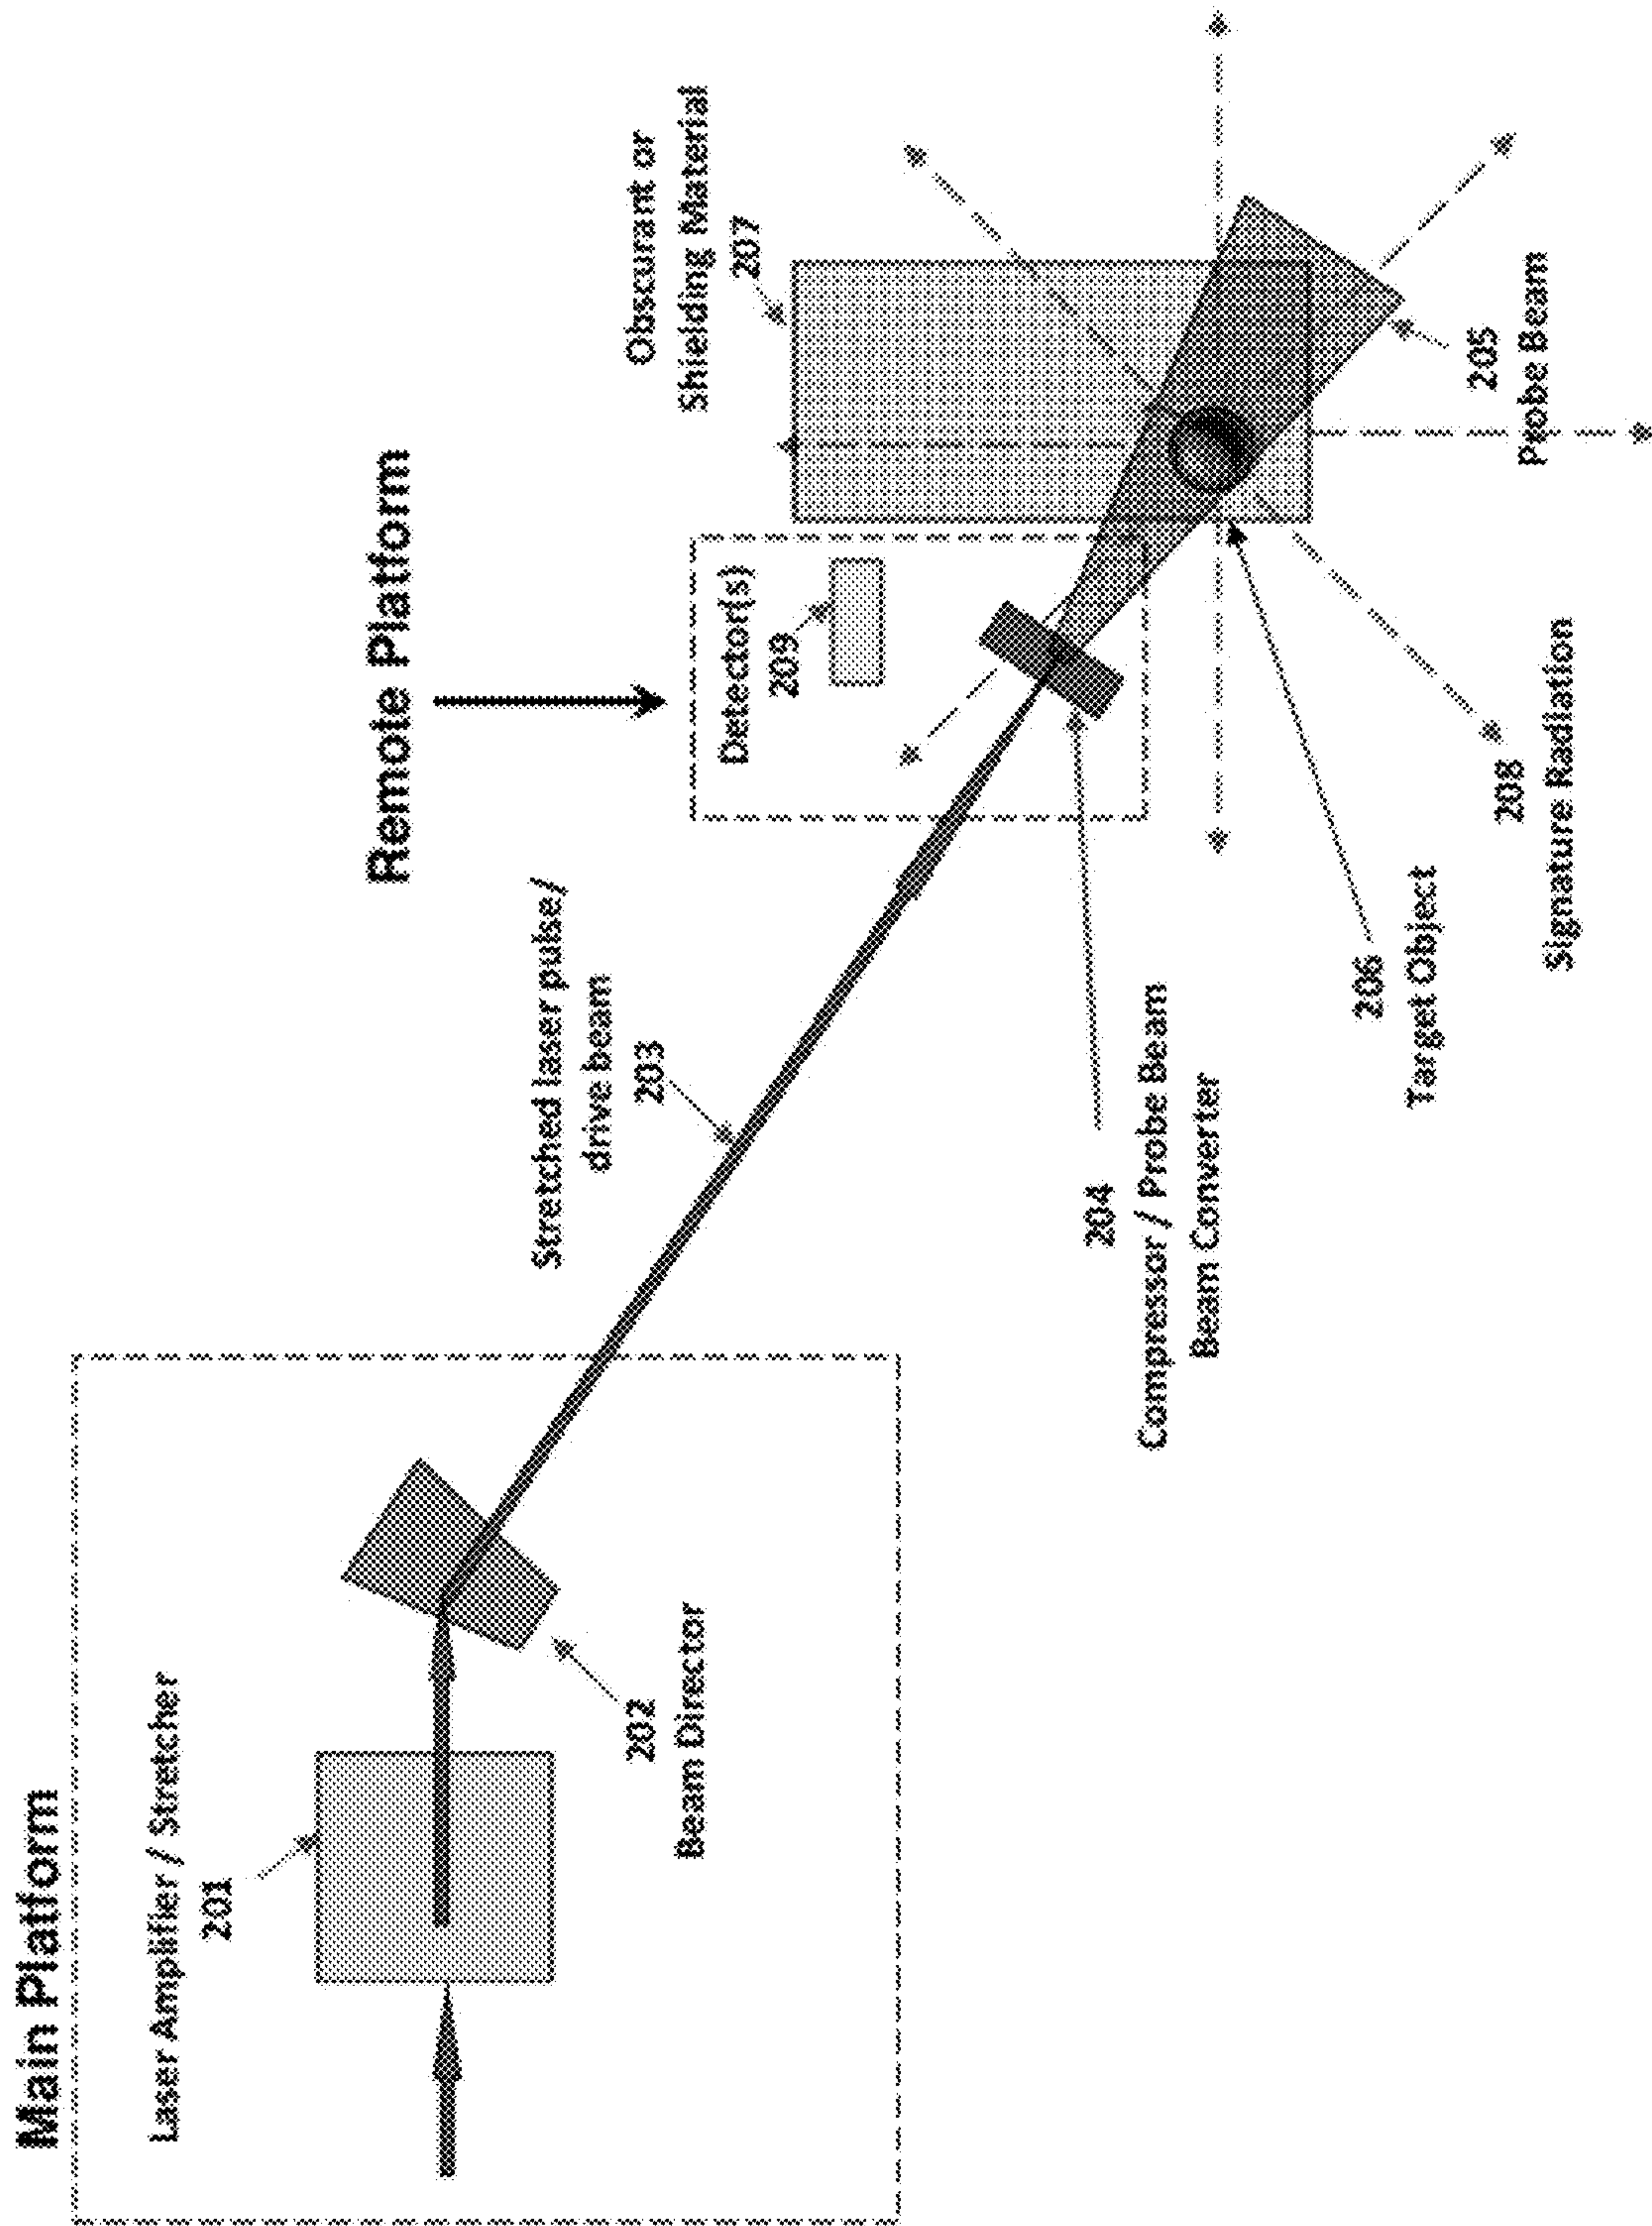 Main Platform
Laser Amplifier / Stretcher
201
202
Beam Director
Stretched laser pulse/
drive beam
203
Remote Platform
Detector(s)
209
Obscurant or
Shielding Material
207
204
Compressor / Probe Beam
Beam Converter
206
Target Object
208
Signature Radiation
205
Probe Beam